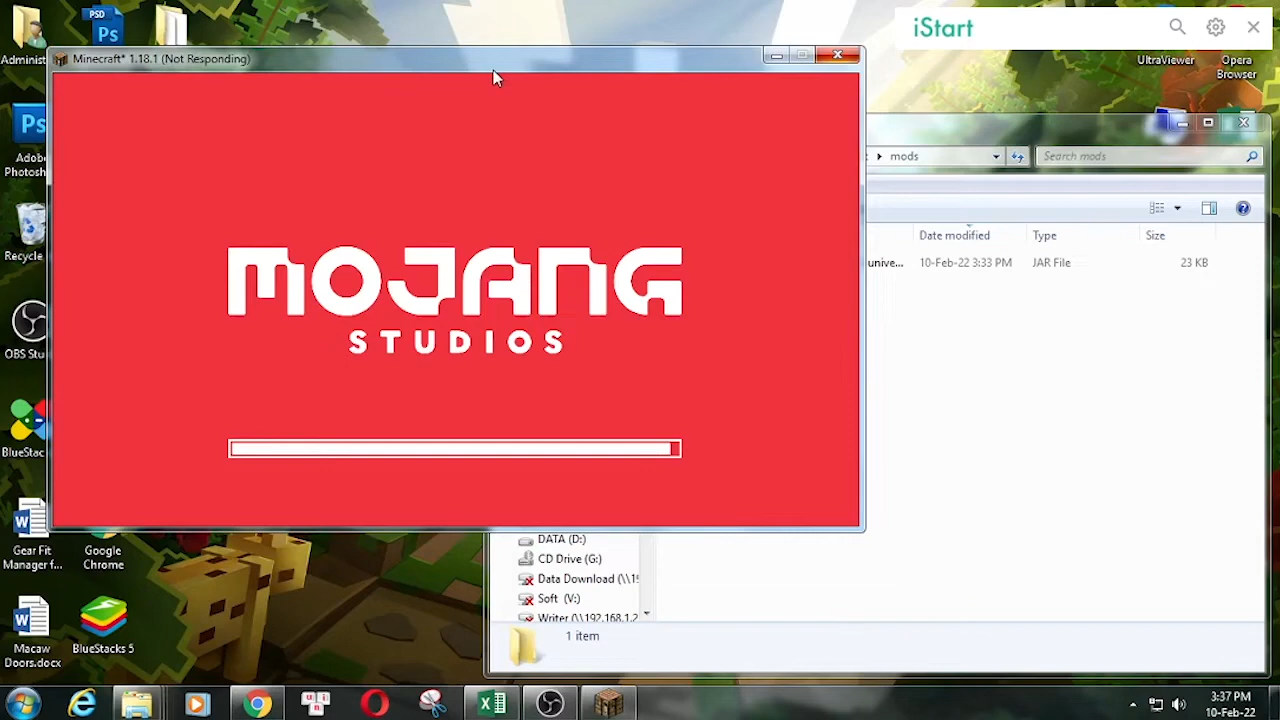 PSD
Ps
iStart
Administ
Minecraft* 1.18.1 (Not Responding)
UltraViewer
Opera
Browser
Ps
Adobe
Photosh
mods
Search mods
Date modified
Type
Size
unive...
10-Feb-22 3:33 PM
JAR File
23 KB
Recycle
MOJANG
STUDIOS
OBS Stu
BlueStac
Gear Fit
Manager f...
Google
Chrome
DATA (D:)
CD Drive (G:)
Data Download (\\19
Soft (V:)
Writer (\\192.168.1.2
1 item
Macaw
Doors.docx
BlueStacks 5
3:37 PM
10-Feb-22